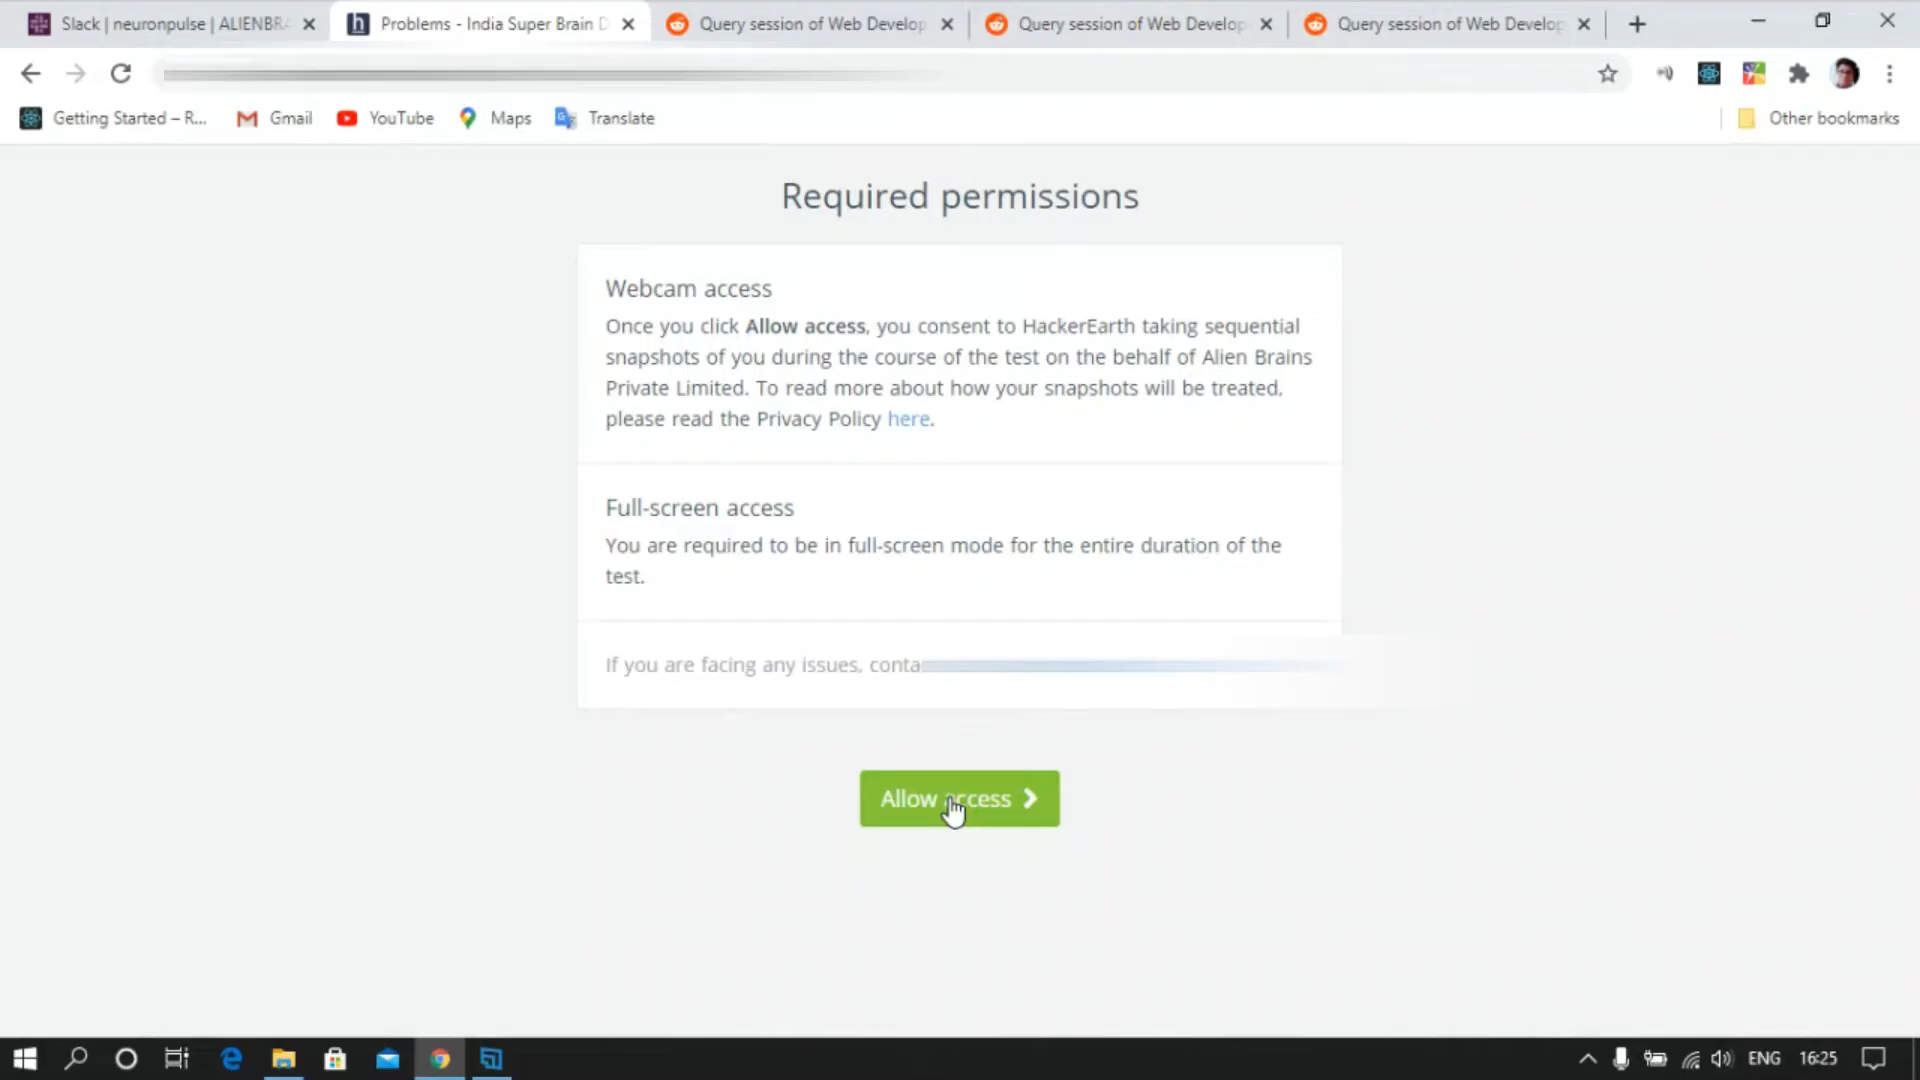 Slack | neuronpulse | ALIENBRA
Problems - India Super Brain D
Query session of Web Develop
Query session of Web Develop
Query session of Web Develop
Getting Started – R...
Gmail
YouTube
Maps
Translate
Other bookmarks
Required permissions
Webcam access
Once you click Allow access, you consent to HackerEarth taking sequential
snapshots of you during the course of the test on the behalf of Alien Brains
Private Limited. To read more about how your snapshots will be treated,
please read the Privacy Policy here.
Full-screen access
You are required to be in full-screen mode for the entire duration of the
test.
If you are facing any issues, conta
Allow access
ENG
16:25